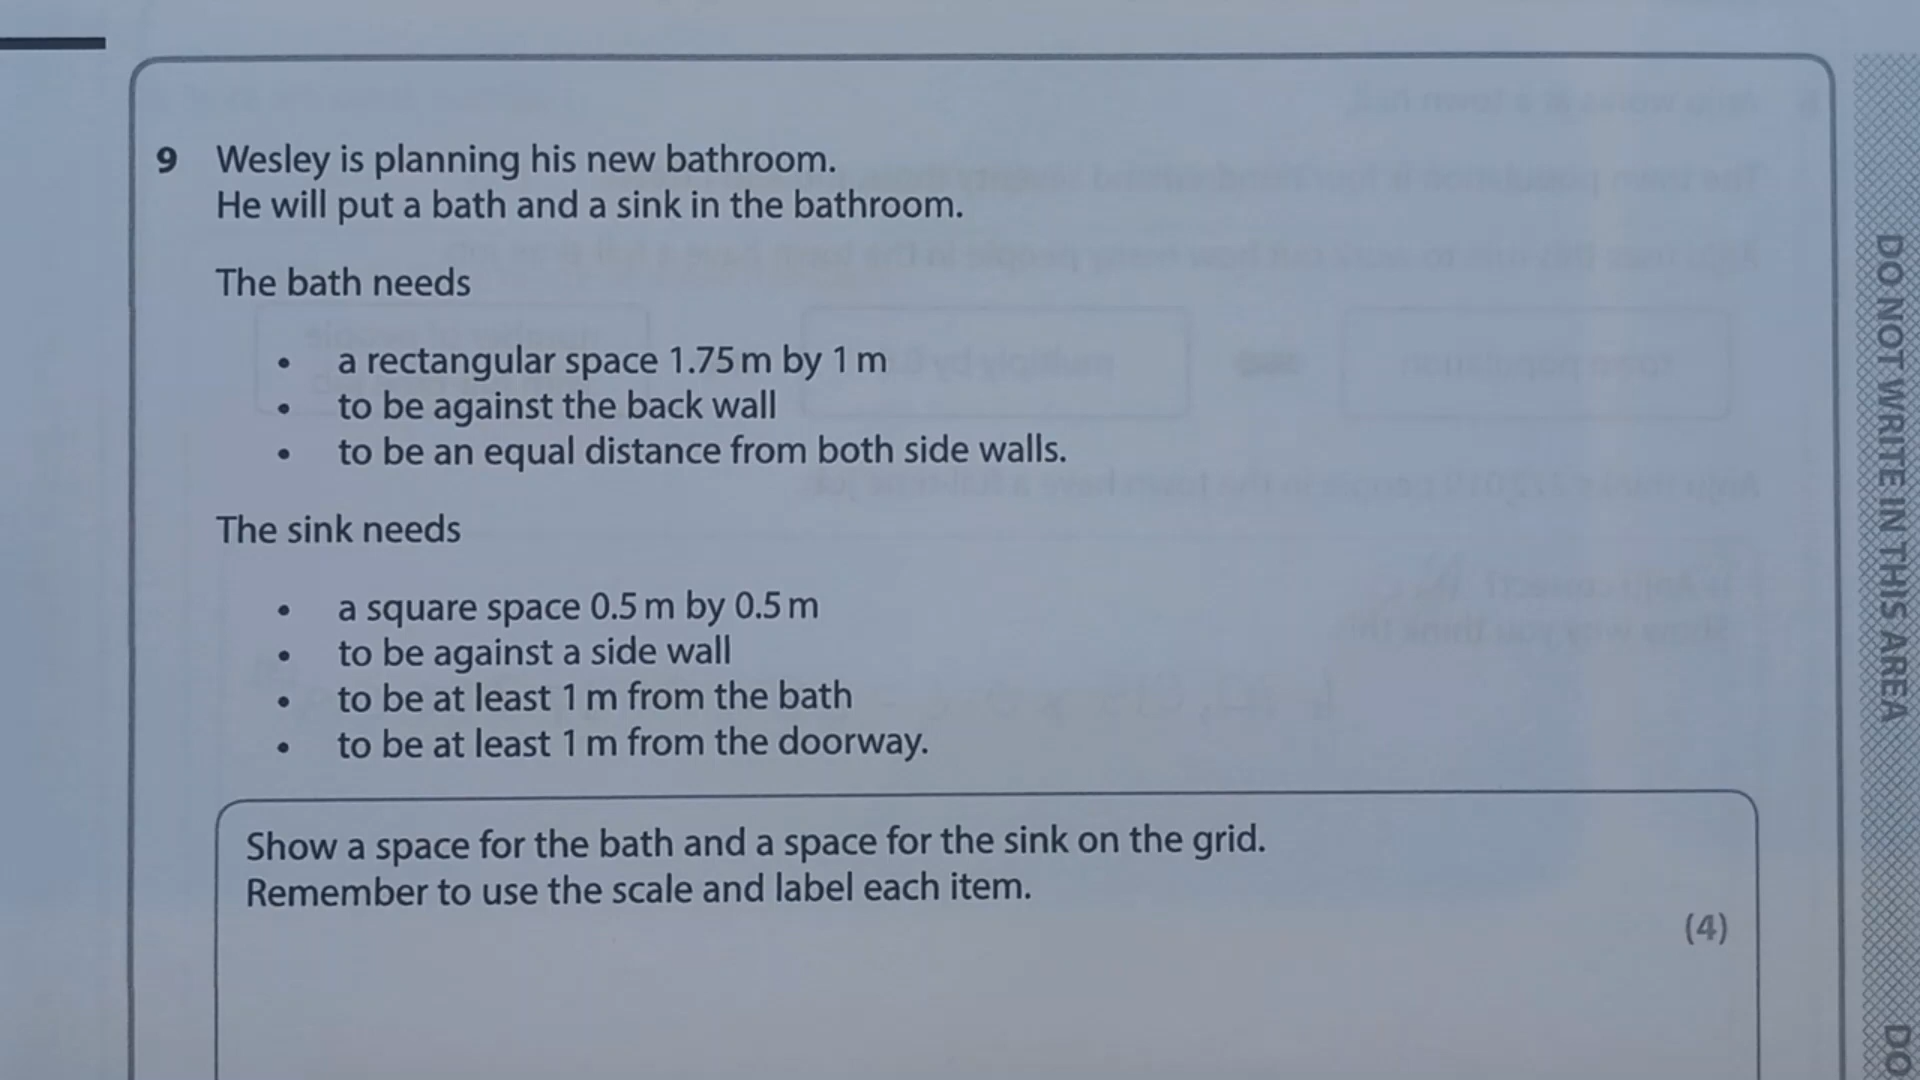 9 Wesley is planning his new bathroom.
He will put a bath and a sink in the bathroom.
The bath needs
• a rectangular space 1.75 m by 1 m
• to be against the back wall
• to be an equal distance from both side walls.
The sink needs
• a square space 0.5 m by 0.5 m
• to be against a side wall
• to be at least 1 m from the bath
• to be at least 1 m from the doorway.
Show a space for the bath and a space for the sink on the grid.
Remember to use the scale and label each item.
(4)
DO NOT WRITE IN THIS AREA
DO